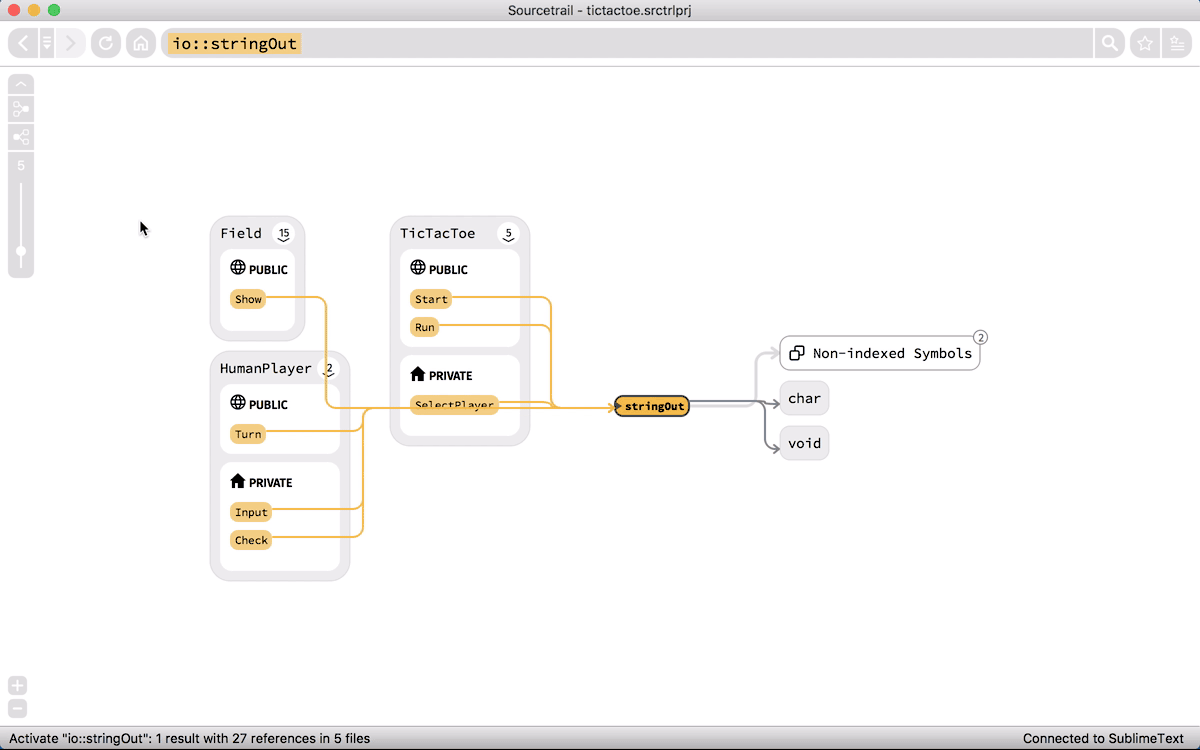 Sourcetrail - tictactoe.srctrlprj
io::stringOut
5
Field 15
PUBLIC
Show
HumanPlayer 2
PUBLIC
Turn
PRIVATE
Input
Check
TicTacToe 5
PUBLIC
Start
Run
PRIVATE
SelectPlayer
stringOut
2
Non-indexed Symbols
char
void
Activate "io::stringOut": 1 result with 27 references in 5 files
Connected to SublimeText